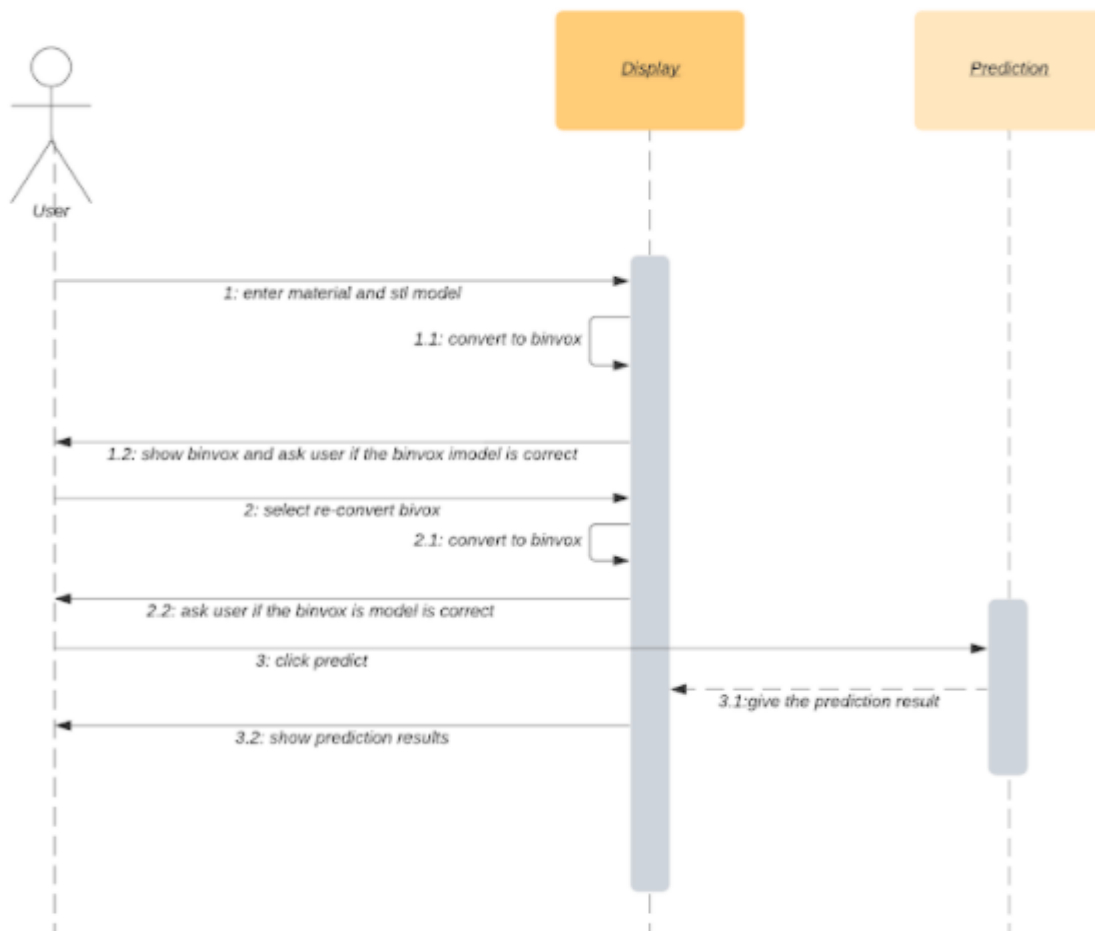 Display
Prediction
User
1: enter material and stl model
1.1: convert to binvox
1.2: show binvox and ask user if the binvox imodel is correct
2: select re-convert bivox
2.1: convert to binvox
2.2: ask user if the binvox is model is correct
3: click predict
3.1:give the prediction result
3.2: show prediction results